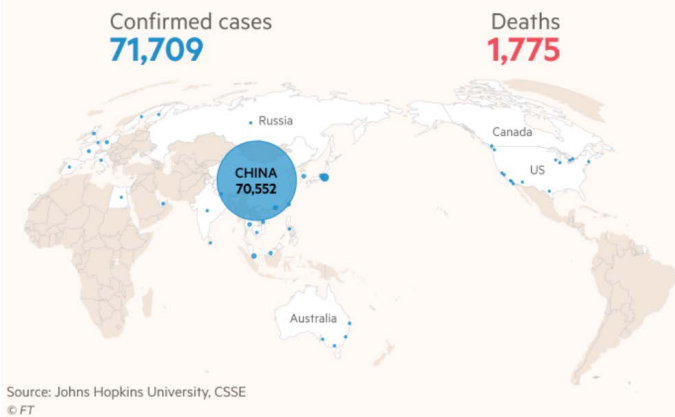 Confirmed cases
71,709
Deaths
1,775
Russia
Canada
US
CHINA
70,552
Australia
Source: Johns Hopkins University, CSSE
© FT